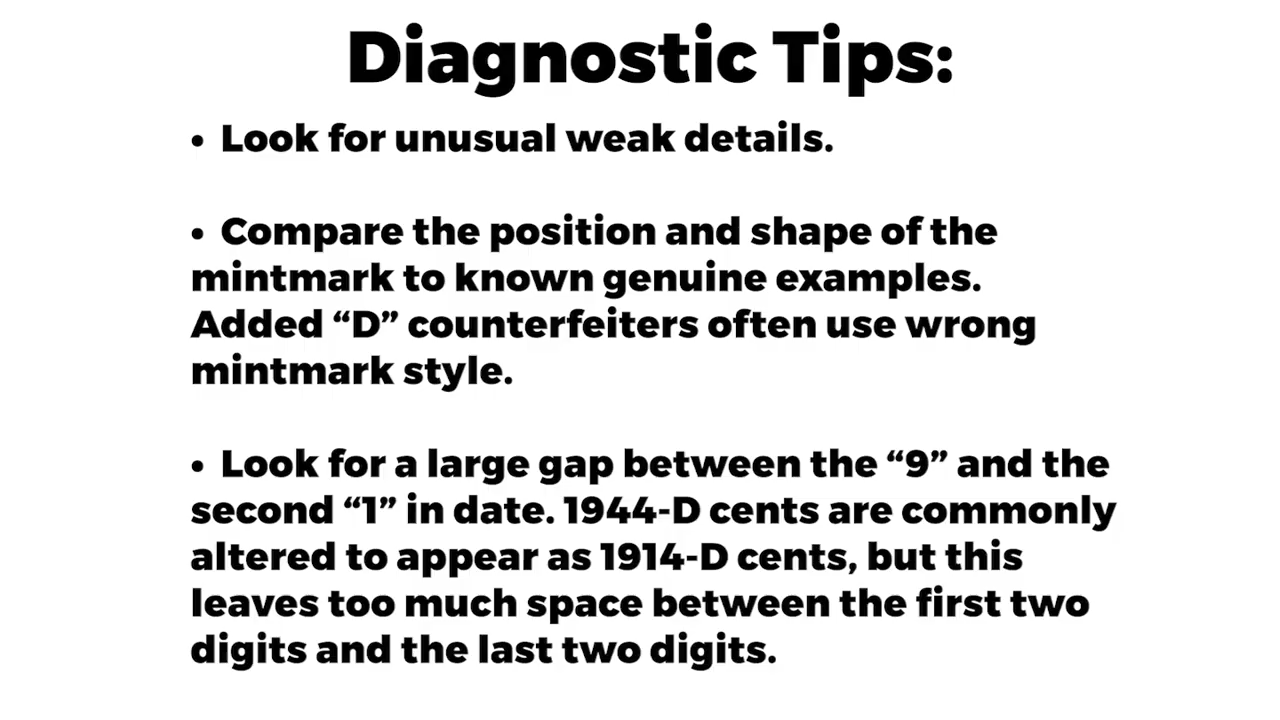 Diagnostic Tips:
• Look for unusual weak details.
• Compare the position and shape of the
mintmark to known genuine examples.
Added “D” counterfeiters often use wrong
mintmark style.
• Look for a large gap between the “9” and the
second “1” in date. 1944-D cents are commonly
altered to appear as 1914-D cents, but this
leaves too much space between the first two
digits and the last two digits.